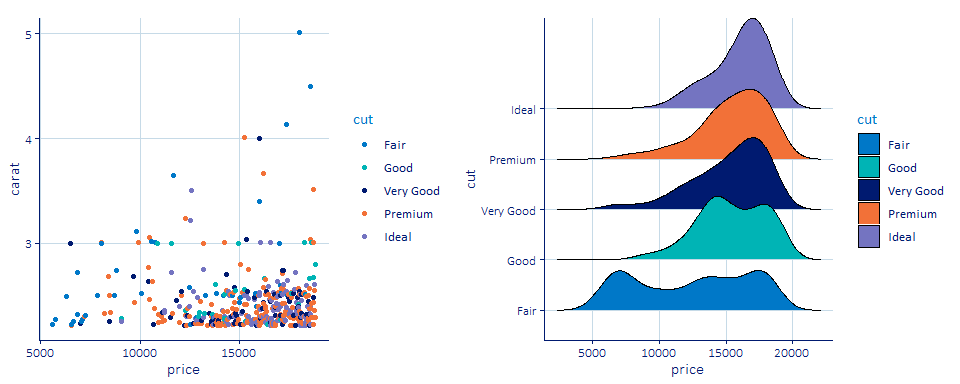 5
4
3
carat
5000 10000 15000
price
cut
Fair
Good
Very Good
Premium
Ideal
Ideal
Premium
Very Good
Good
Fair
cut
5000 10000 15000 20000
price
cut
Fair
Good
Very Good
Premium
Ideal